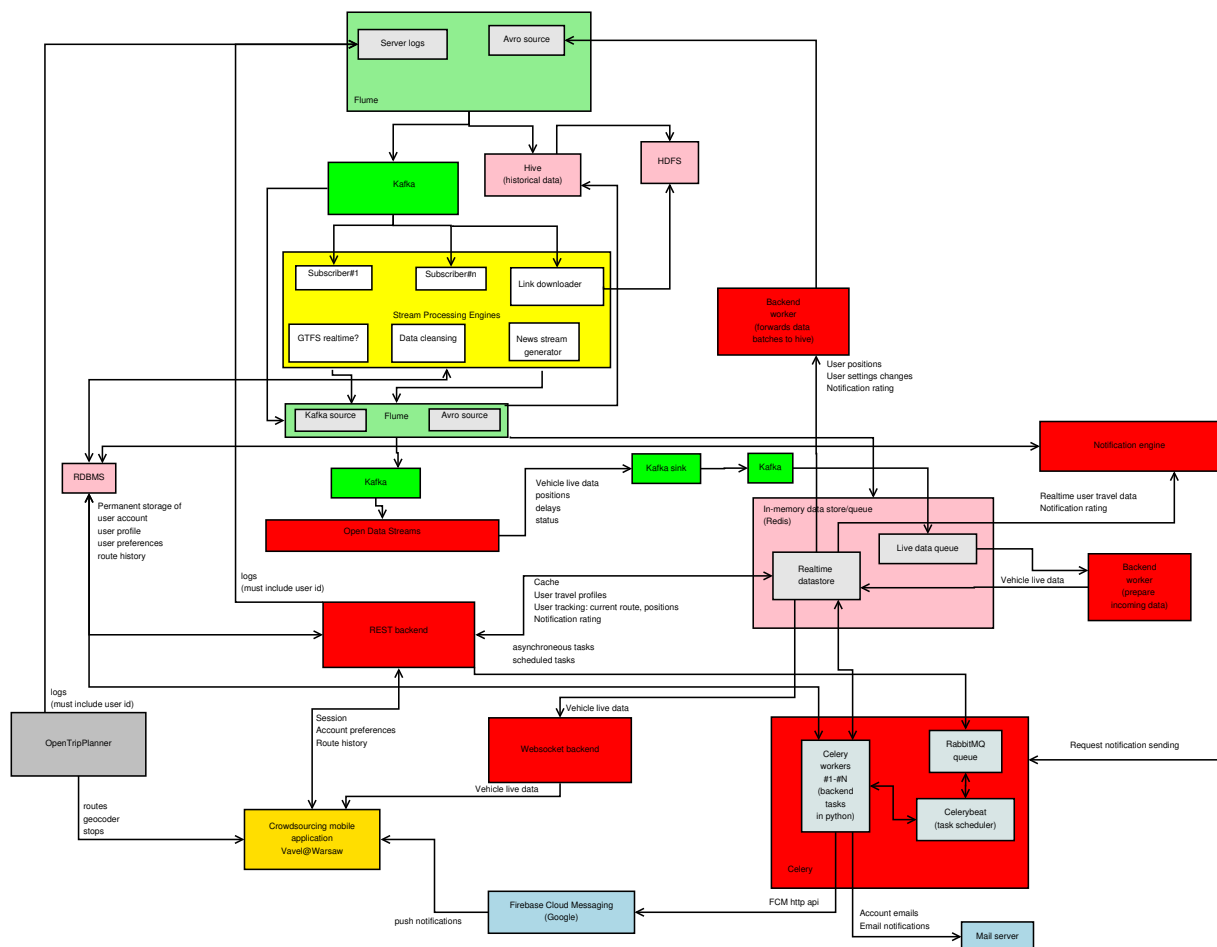 Server logs
Avro source
Flume
Kafka
Hive
(historical data)
HDFS
Subscriber#1
Subscriber#n
Link downloader
Stream Processing Engines
GTFS realtime?
Data cleansing
News stream
generator
Backend
worker
(forwards data
batches to hive)
User positions
User settings changes
Notification rating
Kafka source
Flume
Avro source
Notification engine
RDBMS
Kafka
Kafka sink
Kafka
Permanent storage of
user account
user profile
user preferences
route history
Vehicle live data
positions
delays
status
Realtime user travel data
Notification rating
In-memory data store/queue
(Redis)
Open Data Streams
Live data queue
Realtime
datastore
Backend
worker
(prepare
incoming data)
Vehicle live data
logs
(must include user id)
Cache
User travel profiles
User tracking: current route, positions
Notification rating
REST backend
asynchroneous tasks
scheduled tasks
logs
(must include user id)
OpenTripPlanner
Session
Account preferences
Route history
Vehicle live data
Websocket backend
Vehicle live data
Celery
workers
#1-#N
(backend
tasks
in python)
RabbitMQ
queue
Celerybeat
(task scheduler)
Celery
Request notification sending
routes
geocoder
stops
Crowdsourcing mobile
application
Vavel@Warsaw
push notifications
Firebase Cloud Messaging
(Google)
FCM http api
Account emails
Email notifications
Mail server